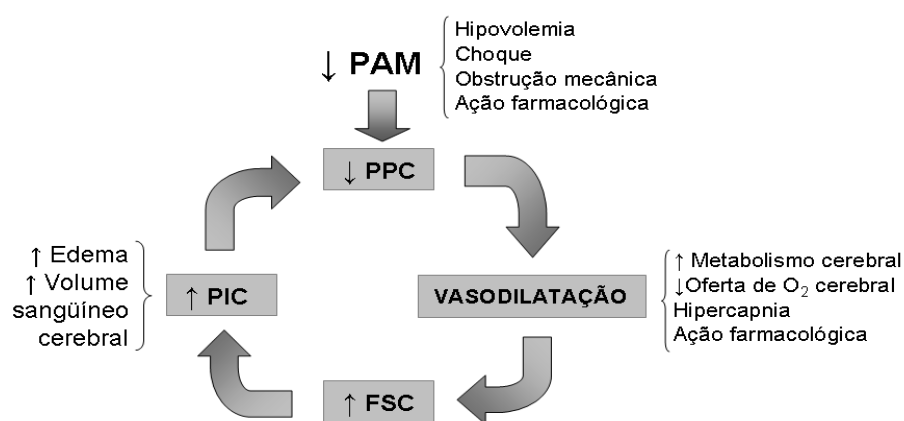 ↓ PAM
Hipovolemia
Choque
Obstrução mecânica
Ação farmacológica
↓ PPC
↑ Edema
↑ Volume
sangüíneo
cerebral
↑ PIC
VASODILATAÇÃO
↑ Metabolismo cerebral
↓Oferta de O₂ cerebral
Hipercapnia
Ação farmacológica
↑ FSC